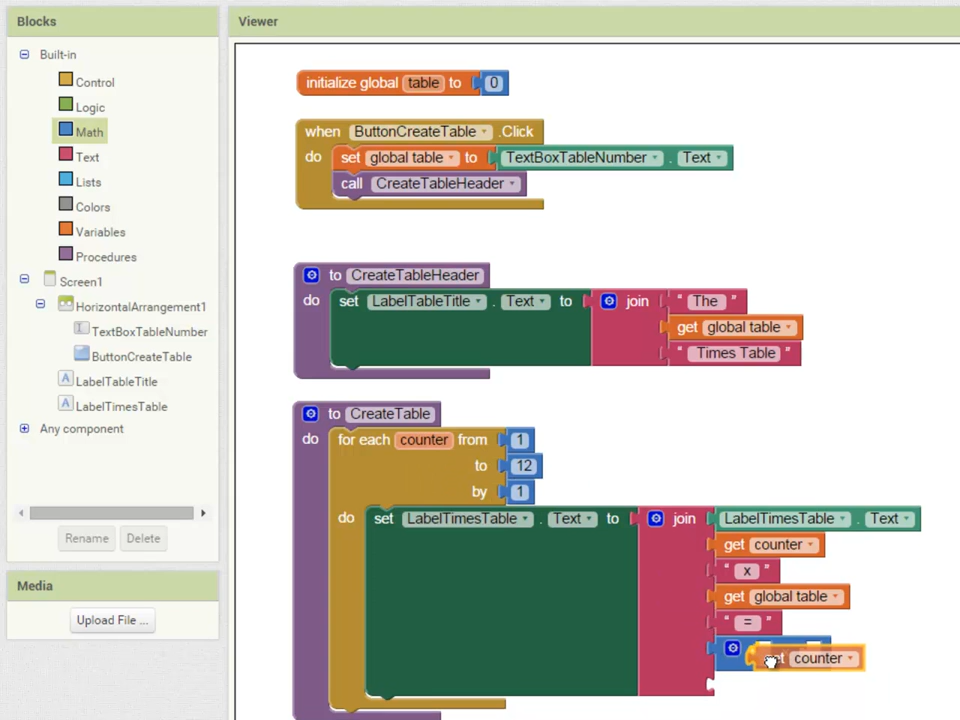 Blocks
Viewer
Built-in
Control
Logic
Math
Text
Lists
Colors
Variables
Procedures
Screen1
HorizontalArrangement1
TextBoxTableNumber
ButtonCreateTable
LabelTableTitle
LabelTimesTable
Any component
Rename Delete
Media
Upload File ...
initialize global table to 0
when ButtonCreateTable .Click
do set global table to TextBoxTableNumber . Text
call CreateTableHeader
to CreateTableHeader
do set LabelTableTitle . Text to join " The "
get global table
" Times Table "
to CreateTable
do for each counter from 1
to 12
by 1
do set LabelTimesTable . Text to join LabelTimesTable . Text
get counter
" x "
get global table
" = "
counter